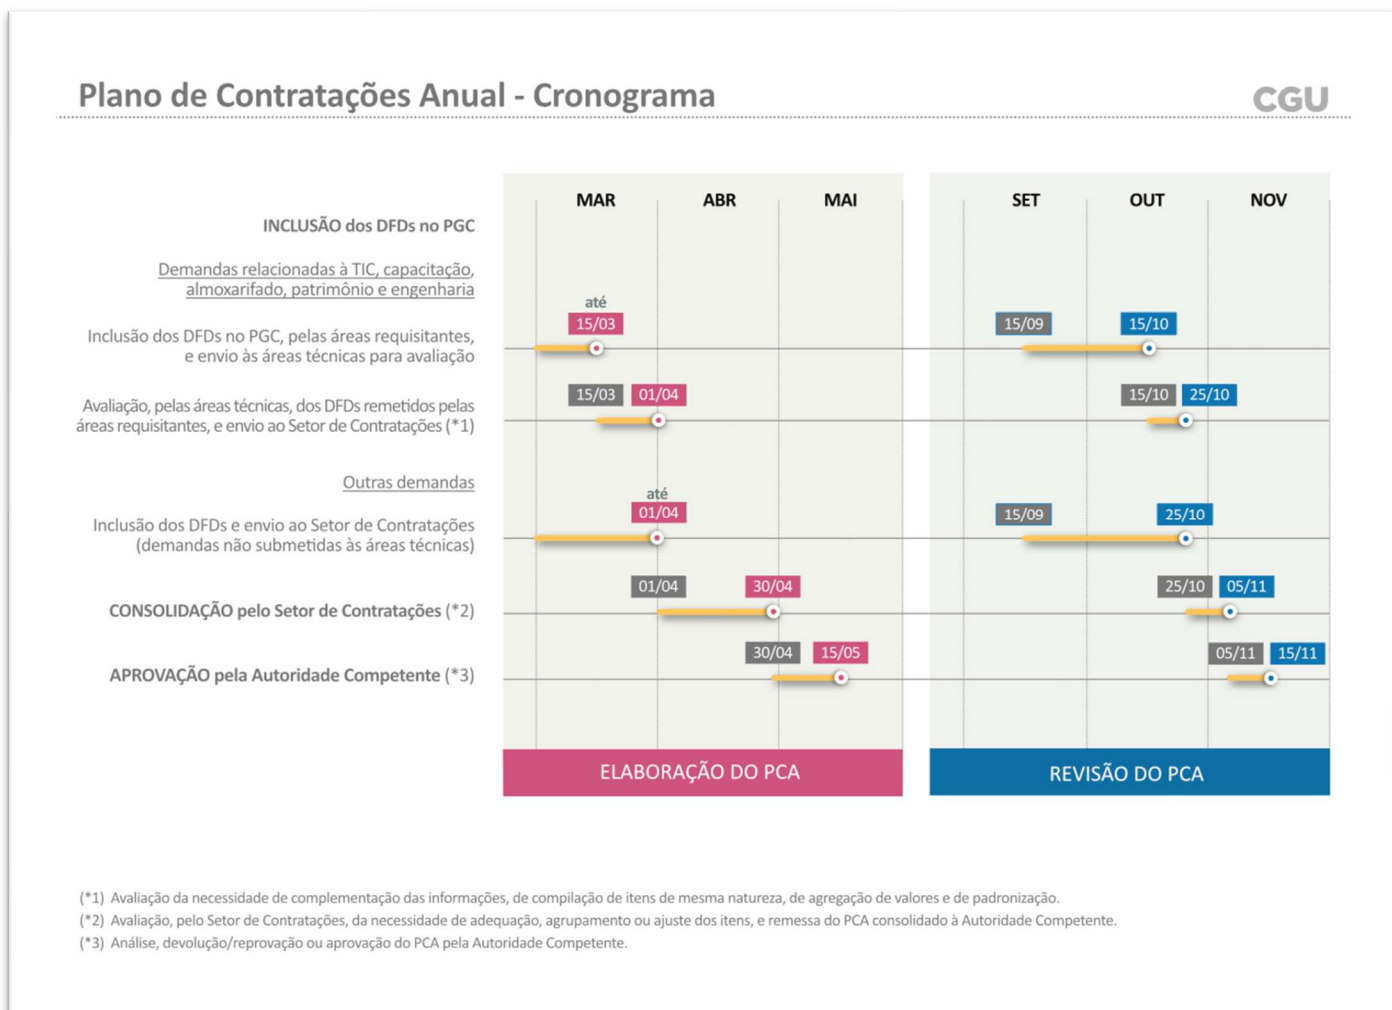 Plano de Contratações Anual - Cronograma
CGU
MAR ABR MAI
SET OUT NOV
INCLUSÃO dos DFDs no PGC
Demandas relacionadas à TIC, capacitação,
almoxarifado, patrimônio e engenharia
até
15/03 15/09 15/10
Inclusão dos DFDs no PGC, pelas áreas requisitantes,
e envio às áreas técnicas para avaliação
15/03 01/04 15/10 25/10
Avaliação, pelas áreas técnicas, dos DFDs remetidos pelas
áreas requisitantes, e envio ao Setor de Contratações (*1)
Outras demandas
até
01/04 15/09 25/10
Inclusão dos DFDs e envio ao Setor de Contratações
(demandas não submetidas às áreas técnicas)
01/04 30/04 25/10 05/11
CONSOLIDAÇÃO pelo Setor de Contratações (*2)
30/04 15/05 05/11 15/11
APROVAÇÃO pela Autoridade Competente (*3)
ELABORAÇÃO DO PCA
REVISÃO DO PCA
(*1) Avaliação da necessidade de complementação das informações, de compilação de itens de mesma natureza, de agregação de valores e de padronização.
(*2) Avaliação, pelo Setor de Contratações, da necessidade de adequação, agrupamento ou ajuste dos itens, e remessa do PCA consolidado à Autoridade Competente.
(*3) Análise, devolução/reprovação ou aprovação do PCA pela Autoridade Competente.